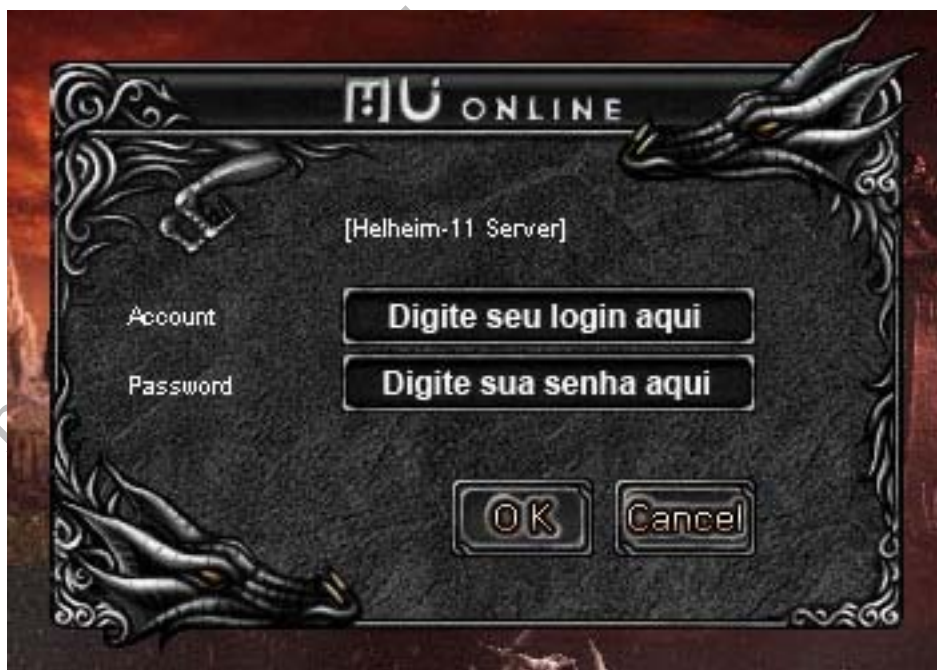 MU ONLINE
[Helheim-11 Server]
Account Digite seu login aqui
Password Digite sua senha aqui
OK Cancel